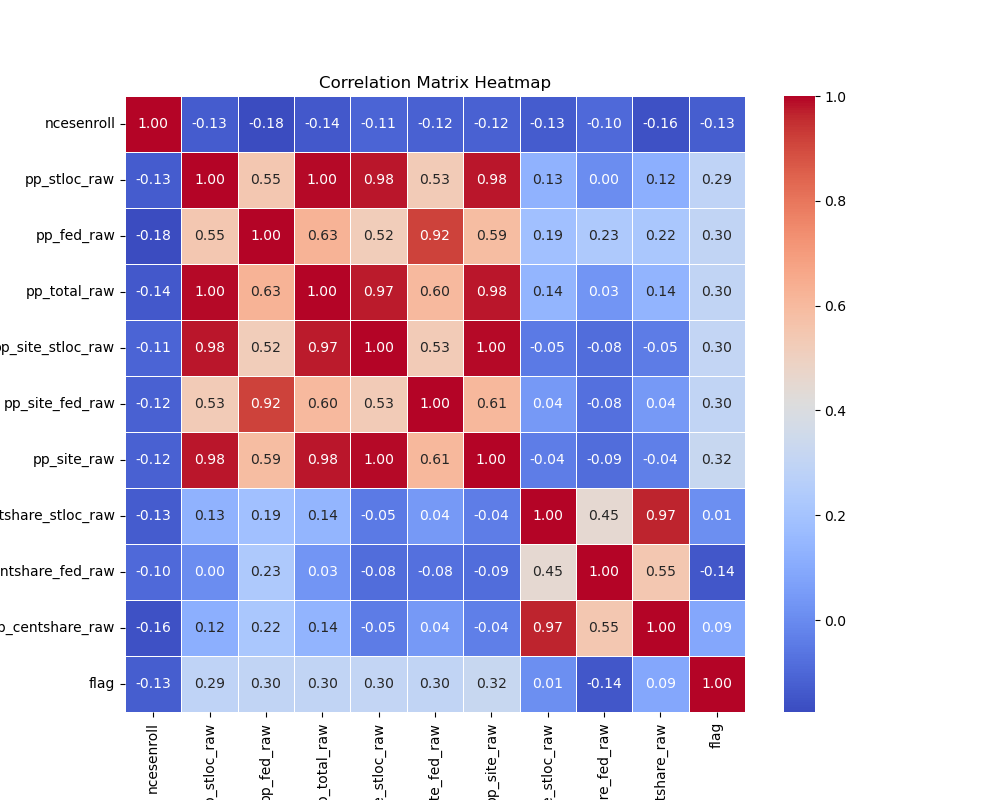 Correlation Matrix Heatmap
ncesenroll 1.00 -0.13 -0.18 -0.14 -0.11 -0.12 -0.12 -0.13 -0.10 -0.16 -0.13
pp_stloc_raw -0.13 1.00 0.55 1.00 0.98 0.53 0.98 0.13 0.00 0.12 0.29
pp_fed_raw -0.18 0.55 1.00 0.63 0.52 0.92 0.59 0.19 0.23 0.22 0.30
pp_total_raw -0.14 1.00 0.63 1.00 0.97 0.60 0.98 0.14 0.03 0.14 0.30
pp_site_stloc_raw -0.11 0.98 0.52 0.97 1.00 0.53 1.00 -0.05 -0.08 -0.05 0.30
pp_site_fed_raw -0.12 0.53 0.92 0.60 0.53 1.00 0.61 0.04 -0.08 0.04 0.30
pp_site_raw -0.12 0.98 0.59 0.98 1.00 0.61 1.00 -0.04 -0.09 -0.04 0.32
tshare_stloc_raw -0.13 0.13 0.19 0.14 -0.05 0.04 -0.04 1.00 0.45 0.97 0.01
ntshare_fed_raw -0.10 0.00 0.23 0.03 -0.08 -0.08 -0.09 0.45 1.00 0.55 -0.14
p_centshare_raw -0.16 0.12 0.22 0.14 -0.05 0.04 -0.04 0.97 0.55 1.00 0.09
flag -0.13 0.29 0.30 0.30 0.30 0.30 0.32 0.01 -0.14 0.09 1.00
ncesenroll
p_stloc_raw
pp_fed_raw
p_total_raw
e_stloc_raw
te_fed_raw
pp_site_raw
e_stloc_raw
re_fed_raw
tshare_raw
flag
1.0
0.8
0.6
0.4
0.2
0.0